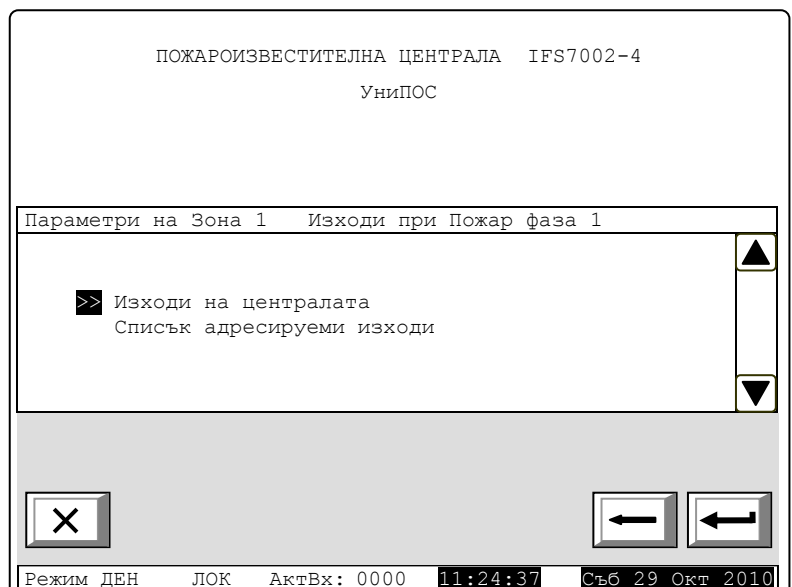 ПОЖАРОИЗВЕСТИТЕЛНА ЦЕНТРАЛА IFS7002-4
УниПОС
Параметри на Зона 1 Изходи при Пожар фаза 1
>> Изходи на централата
Списък адресируеми изходи
Режим ДЕН ЛОК АктВх: 0000 11:24:37 Съб 29 Окт 2010